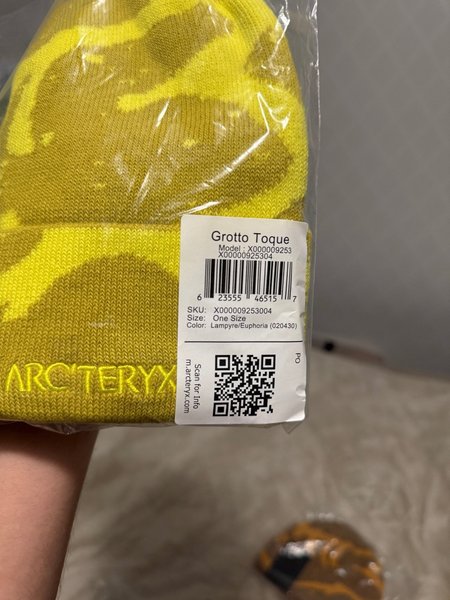 Grotto Toque
Model : X000009253
X00000925304
6 23555 46515 7
SKU: X000009253004
Size: One Size
Color: Lampyre/Euphoria (020430)
PO
Scan for Info
m.arcteryx.com
ARC'TERYX